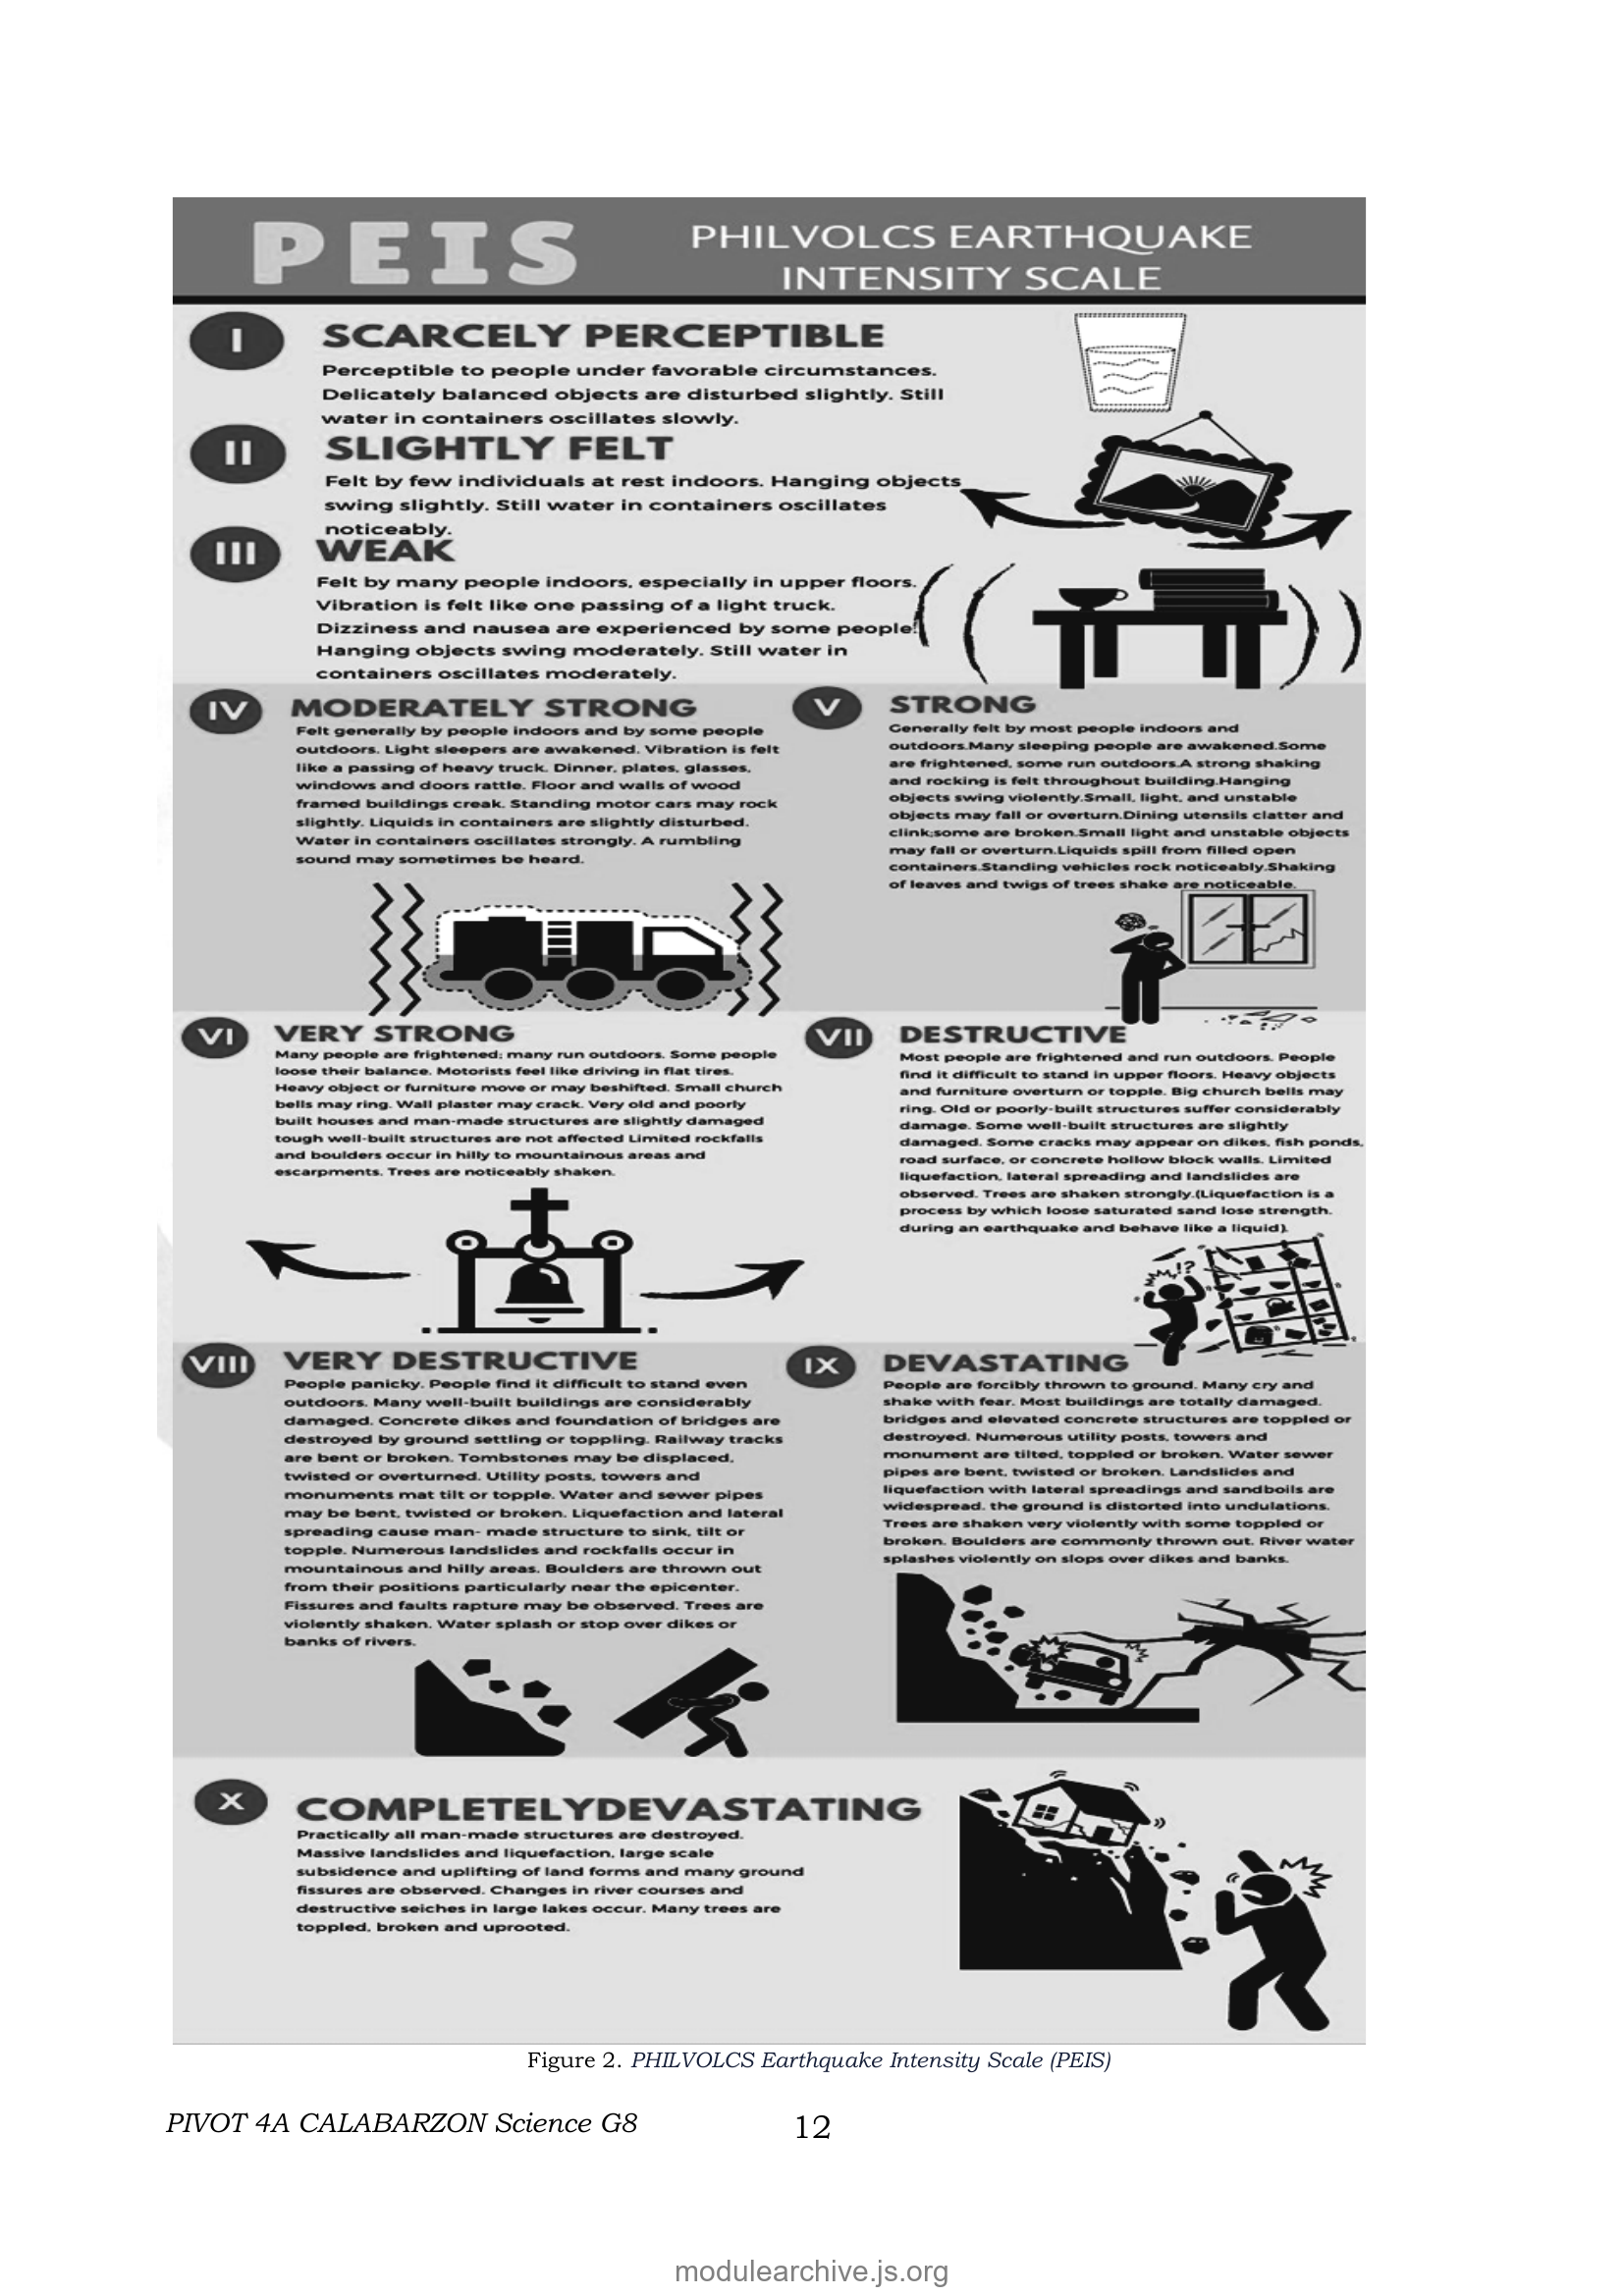 PEIS
PHILVOLCS EARTHQUAKE
INTENSITY SCALE
I
SCARCELY PERCEPTIBLE
Perceptible to people under favorable circumstances.
Delicately balanced objects are disturbed slightly. Still
water in containers oscillates slowly.
II
SLIGHTLY FELT
Felt by few individuals at rest indoors. Hanging objects
swing slightly. Still water in containers oscillates
noticeably.
III
WEAK
Felt by many people indoors, especially in upper floors.
Vibration is felt like one passing of a light truck.
Dizziness and nausea are experienced by some people.
Hanging objects swing moderately. Still water in
containers oscillates moderately.
IV
MODERATELY STRONG
Felt generally by people indoors and by some people
outdoors. Light sleepers are awakened. Vibration is felt
like a passing of heavy truck. Dinner, plates, glasses,
windows and doors rattle. Floor and walls of wood
framed buildings creak. Standing motor cars may rock
slightly. Liquids in containers are slightly disturbed.
Water in containers oscillates strongly. A rumbling
sound may sometimes be heard.
V
STRONG
Generally felt by most people indoors and
outdoors.Many sleeping people are awakened.Some
are frightened, some run outdoors.A strong shaking
and rocking is felt throughout building.Hanging
objects swing violently.Small, light, and unstable
objects may fall or overturn.Dining utensils clatter and
clink;some are broken.Small light and unstable objects
may fall or overturn.Liquids spill from filled open
containers.Standing vehicles rock noticeably.Shaking
of leaves and twigs of trees shake are noticeable.
VI
VERY STRONG
Many people are frightened; many run outdoors. Some people
loose their balance. Motorists feel like driving in flat tires.
Heavy object or furniture move or may beshifted. Small church
bells may ring. Wall plaster may crack. Very old and poorly
built houses and man-made structures are slightly damaged
tough well-built structures are not affected Limited rockfalls
and boulders occur in hilly to mountainous areas and
escarpments. Trees are noticeably shaken.
VII
DESTRUCTIVE
Most people are frightened and run outdoors. People
find it difficult to stand in upper floors. Heavy objects
and furniture overturn or topple. Big church bells may
ring. Old or poorly-built structures suffer considerably
damage. Some well-built structures are slightly
damaged. Some cracks may appear on dikes, fish ponds,
road surface, or concrete hollow block walls. Limited
liquefaction, lateral spreading and landslides are
observed. Trees are shaken strongly.(Liquefaction is a
process by which loose saturated sand lose strength.
during an earthquake and behave like a liquid).
!?
VIII
VERY DESTRUCTIVE
People panicky. People find it difficult to stand even
outdoors. Many well-built buildings are considerably
damaged. Concrete dikes and foundation of bridges are
destroyed by ground settling or toppling. Railway tracks
are bent or broken. Tombstones may be displaced,
twisted or overturned. Utility posts, towers and
monuments mat tilt or topple. Water and sewer pipes
may be bent, twisted or broken. Liquefaction and lateral
spreading cause man- made structure to sink, tilt or
topple. Numerous landslides and rockfalls occur in
mountainous and hilly areas. Boulders are thrown out
from their positions particularly near the epicenter.
Fissures and faults rapture may be observed. Trees are
violently shaken. Water splash or stop over dikes or
banks of rivers.
IX
DEVASTATING
People are forcibly thrown to ground. Many cry and
shake with fear. Most buildings are totally damaged.
bridges and elevated concrete structures are toppled or
destroyed. Numerous utility posts, towers and
monument are tilted, toppled or broken. Water sewer
pipes are bent, twisted or broken. Landslides and
liquefaction with lateral spreadings and sandboils are
widespread. the ground is distorted into undulations.
Trees are shaken very violently with some toppled or
broken. Boulders are commonly thrown out. River water
splashes violently on slops over dikes and banks.
X
COMPLETELYDEVASTATING
Practically all man-made structures are destroyed.
Massive landslides and liquefaction, large scale
subsidence and uplifting of land forms and many ground
fissures are observed. Changes in river courses and
destructive seiches in large lakes occur. Many trees are
toppled, broken and uprooted.
Figure 2. PHILVOLCS Earthquake Intensity Scale (PEIS)
PIVOT 4A CALABARZON Science G8
12
modulearchive.js.org